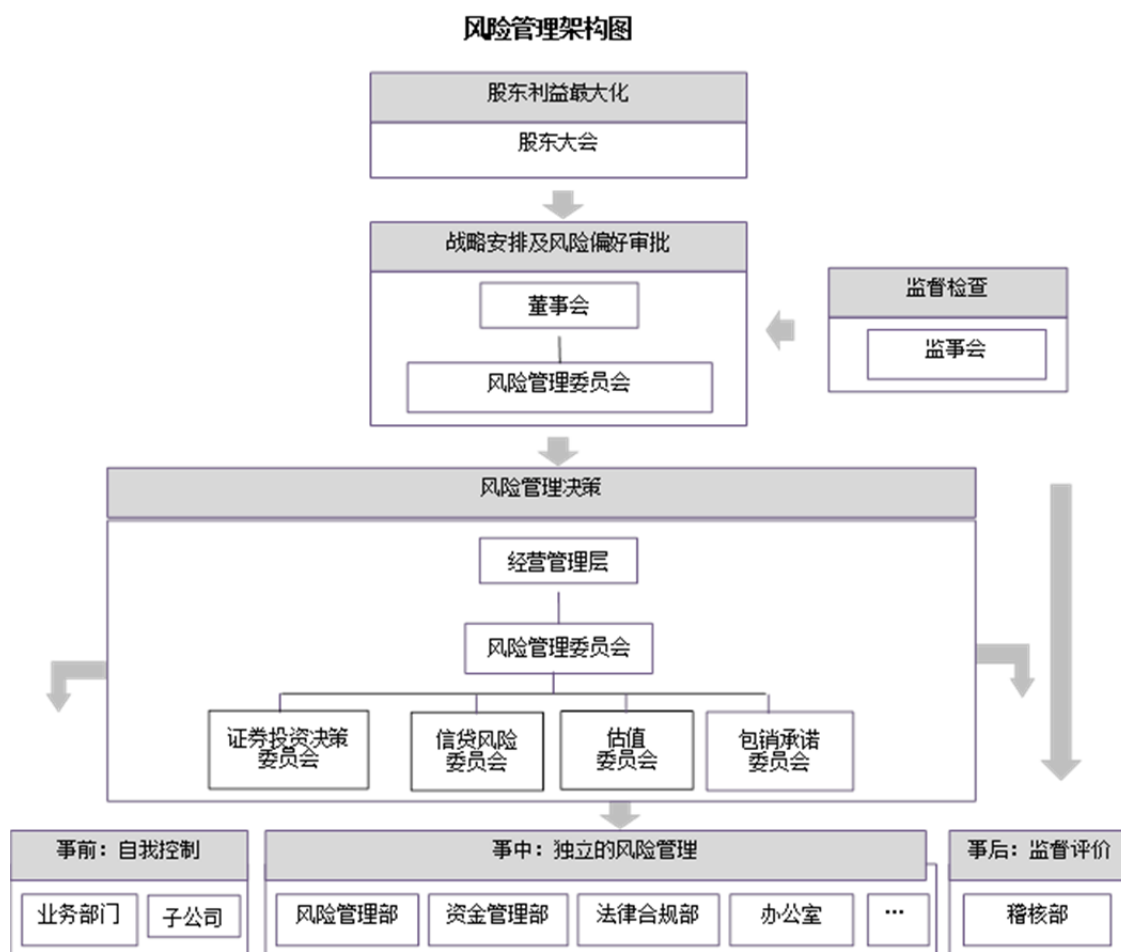 风险管理架构图
股东利益最大化
股东大会
战略安排及风险偏好审批
董事会
风险管理委员会
监督检查
监事会
风险管理决策
经营管理层
风险管理委员会
证券投资决策
委员会
信贷风险
委员会
估值
委员会
包销承诺
委员会
事前：自我控制
业务部门
子公司
事中：独立的风险管理
风险管理部
资金管理部
法律合规部
办公室
…
事后：监督评价
稽核部